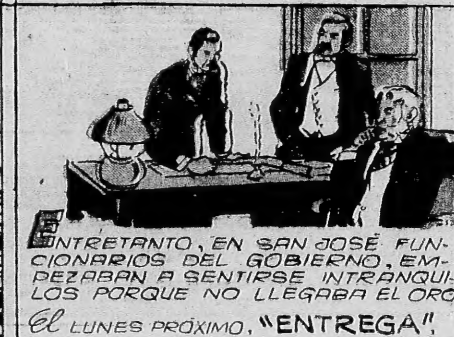 ENTRETANTO, EN SAN JOSÉ FUN-
CIONARIOS DEL GOBIERNO, EM-
PEZABAN A SENTIRSE INTRANQUI-
LOS PORQUE NO LLEGABA EL ORO
El LUNES PRÓXIMO, "ENTREGA",